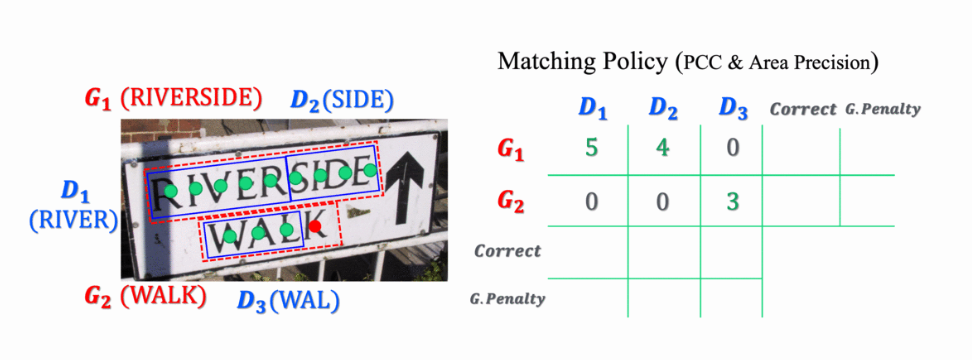 Matching Policy (PCC & Area Precision)
G₁ (RIVERSIDE) D₂(SIDE)
D₁
(RIVER)
RIVERSIDE
WALK
G₂ (WALK) D₃(WAL)
D₁ D₂ D₃ Correct G. Penalty
G₁ 5 4 0
G₂ 0 0 3
Correct
G. Penalty